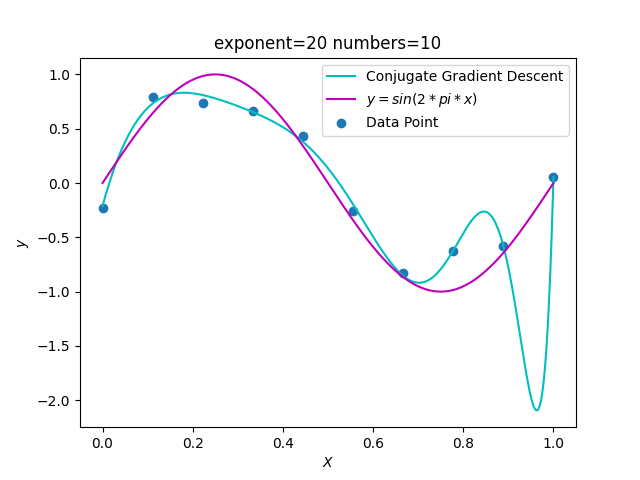 exponent=20 numbers=10
Conjugate Gradient Descent
y = sin(2 * pi * x)
Data Point
1.0
0.5
0.0
−0.5
−1.0
−1.5
−2.0
y
0.0 0.2 0.4 0.6 0.8 1.0
X